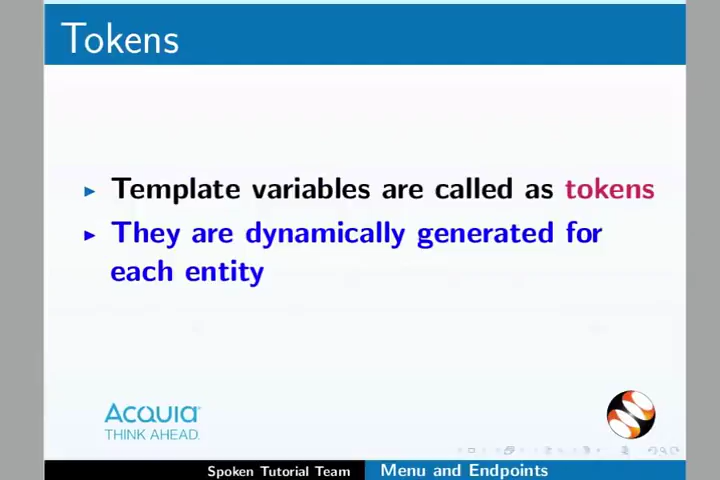 Tokens
Template variables are called as tokens
They are dynamically generated for
each entity
Acquia
THINK AHEAD.
Spoken Tutorial Team
Menu and Endpoints